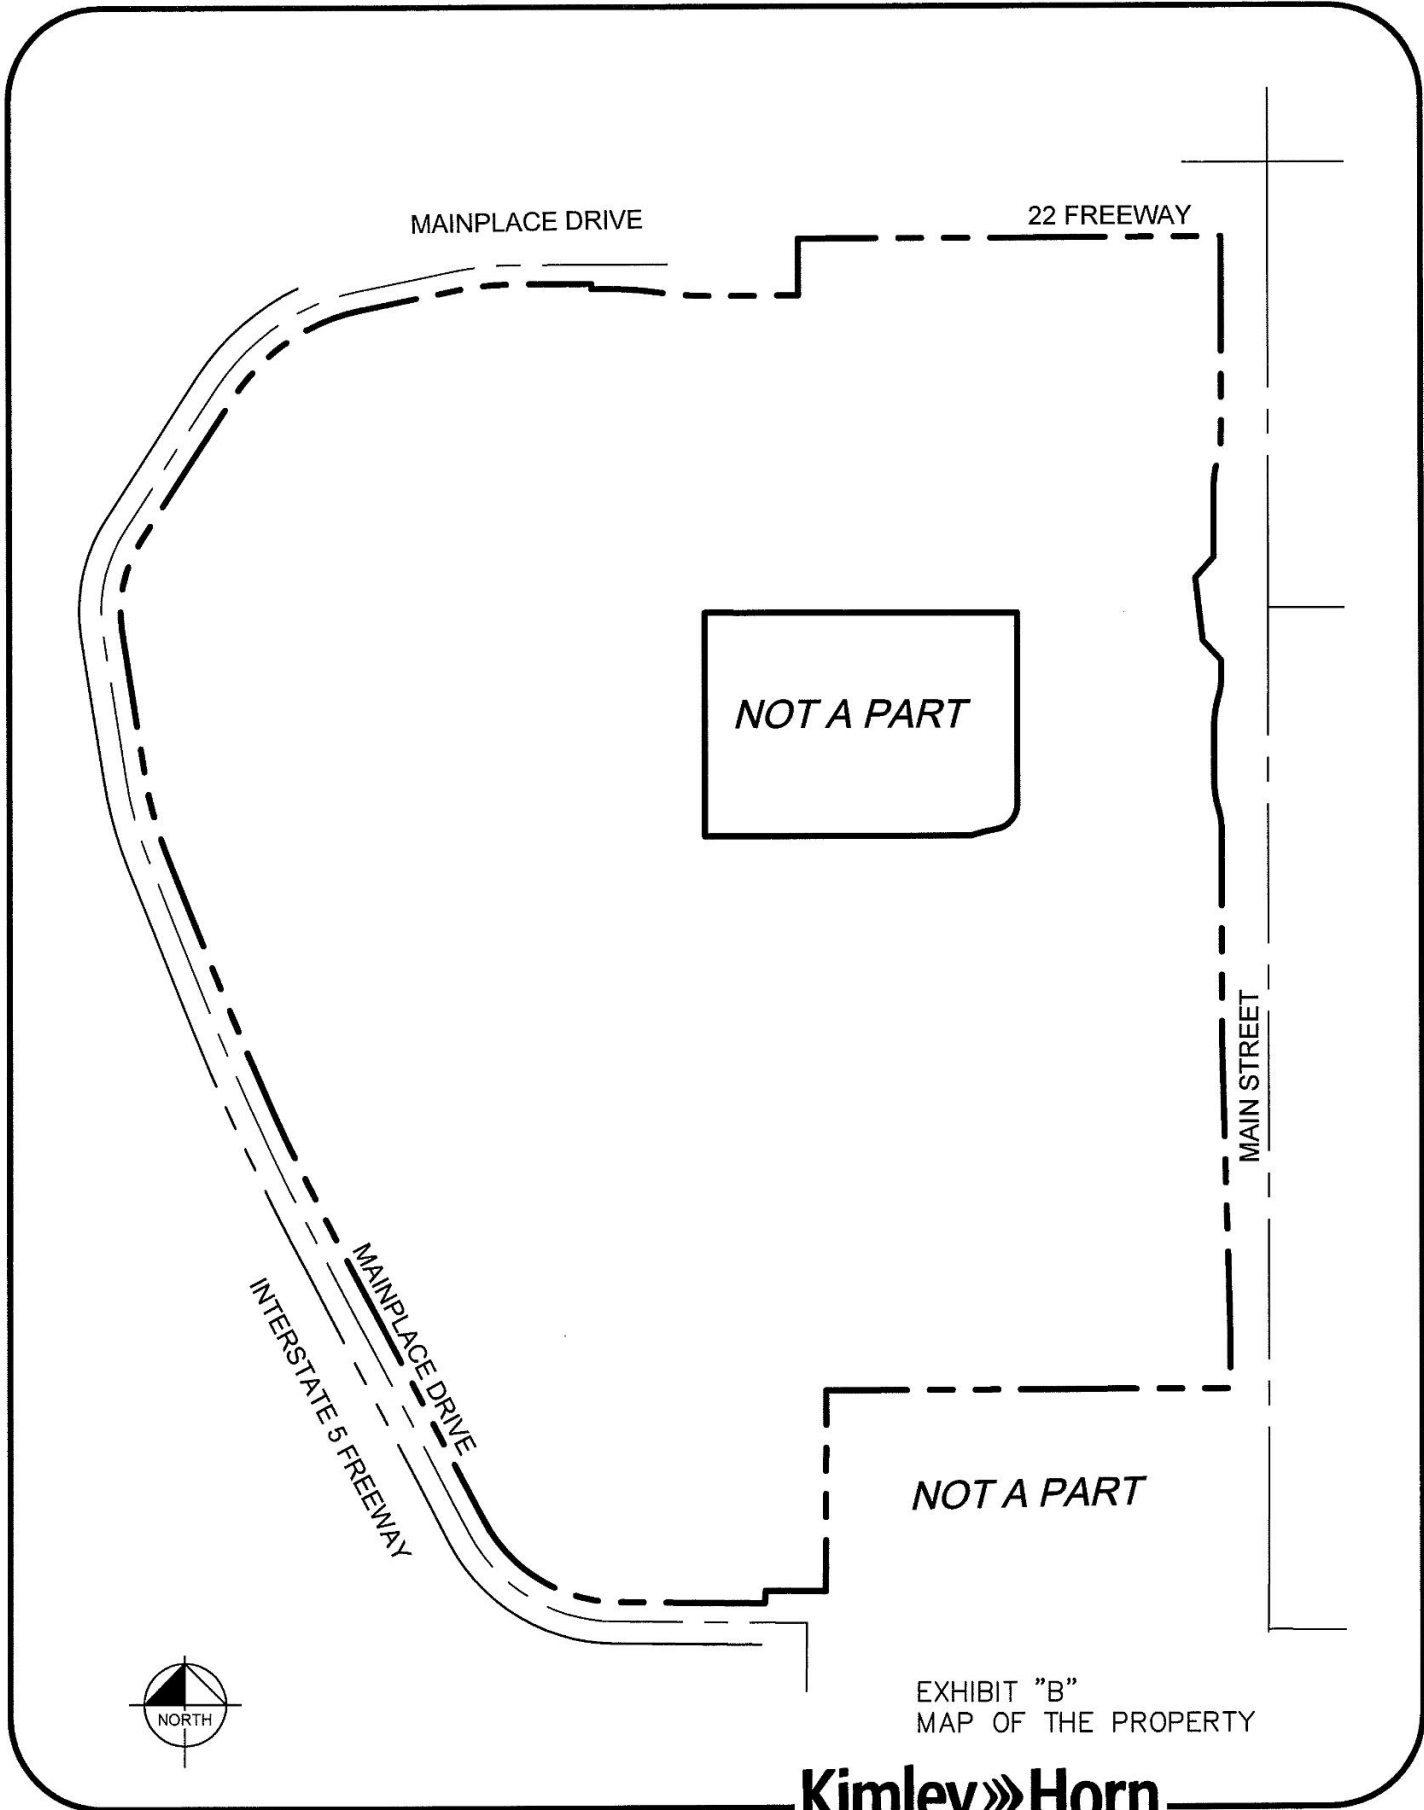 MAINPLACE DRIVE
22 FREEWAY
NOT A PART
MAIN STREET
MAINPLACE DRIVE
INTERSTATE 5 FREEWAY
NOT A PART
NORTH
EXHIBIT "B"
MAP OF THE PROPERTY
Kimley»Horn